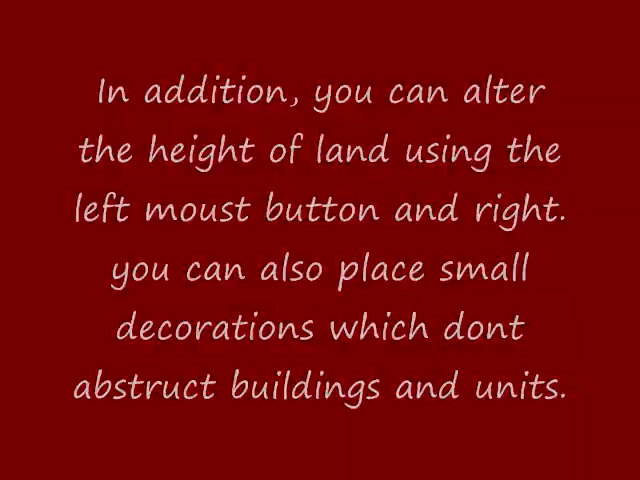 In addition, you can alter
the height of land using the
left moust button and right.
you can also place small
decorations which dont
abstruct buildings and units.